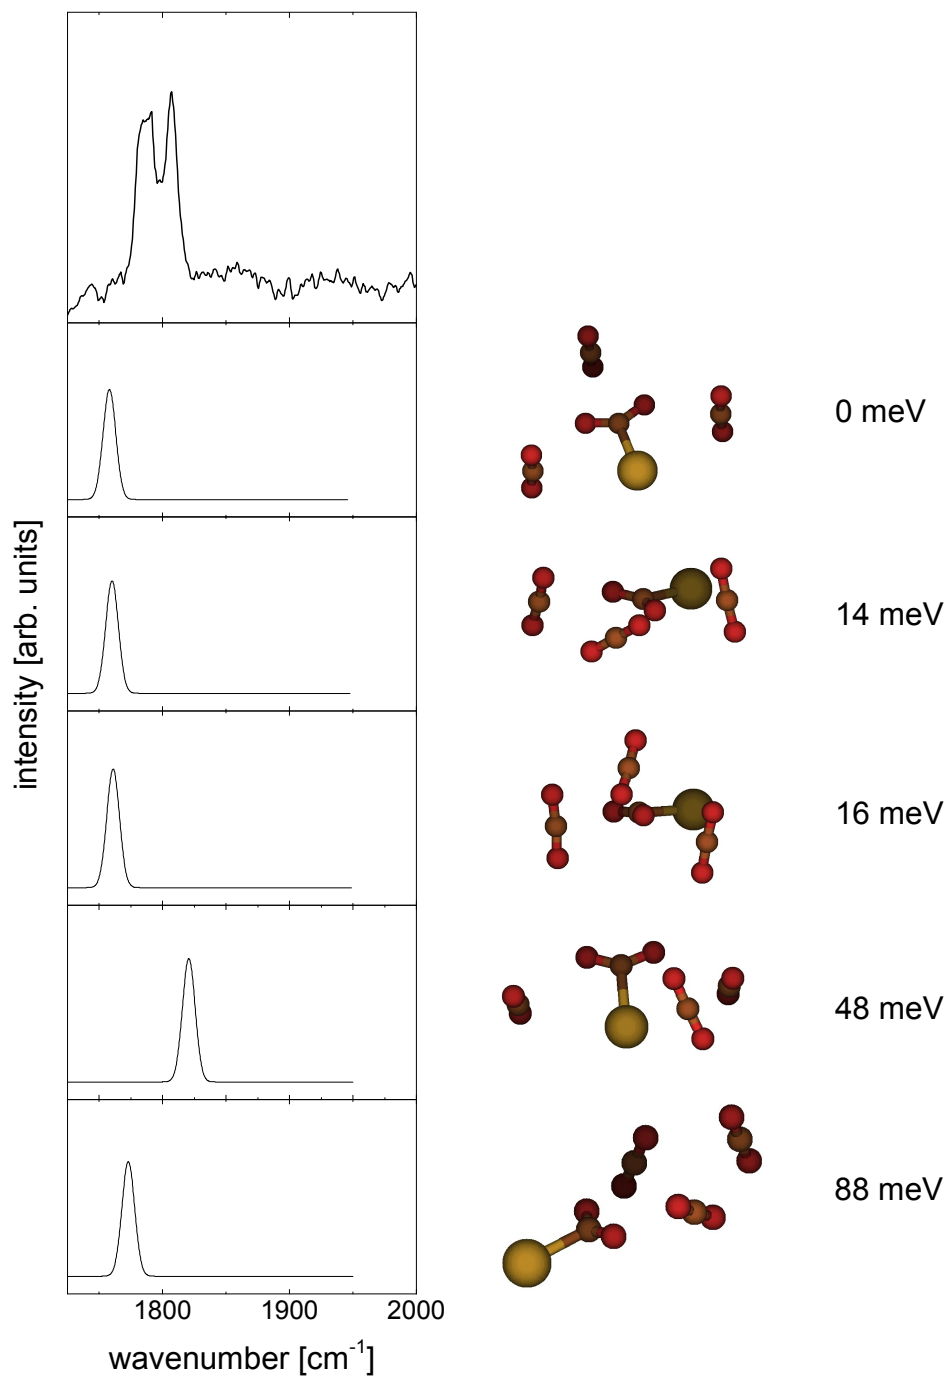 0 meV
14 meV
16 meV
48 meV
88 meV
intensity [arb. units]
1800 1900 2000
wavenumber [cm⁻¹]